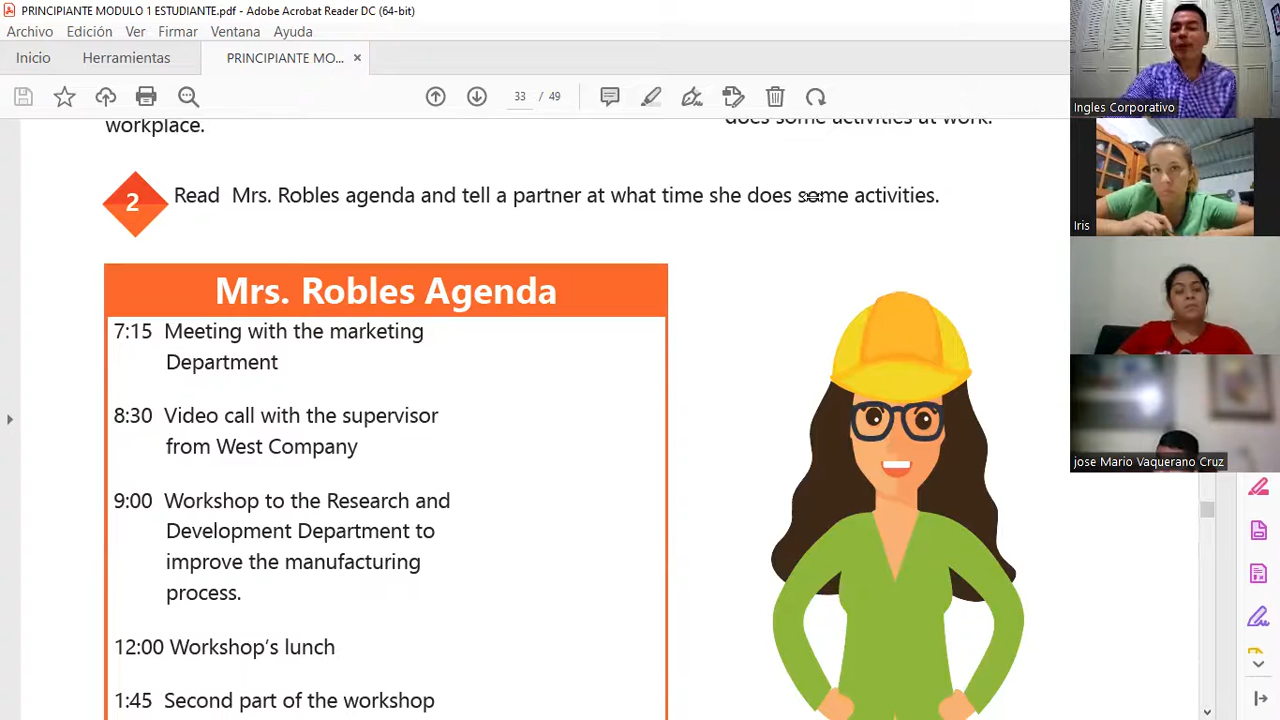 PRINCIPIANTE MODULO 1 ESTUDIANTE.pdf - Adobe Acrobat Reader DC (64-bit)
Archivo Edición Ver Firmar Ventana Ayuda
Inicio Herramientas PRINCIPIANTE MO... ×
33 / 49
workplace.
does some activities at work.
2 Read Mrs. Robles agenda and tell a partner at what time she does some activities.
Mrs. Robles Agenda
7:15 Meeting with the marketing
Department
8:30 Video call with the supervisor
from West Company
9:00 Workshop to the Research and
Development Department to
improve the manufacturing
process.
12:00 Workshop's lunch
1:45 Second part of the workshop
Ingles Corporativo
Iris
jose Mario Vaquerano Cruz